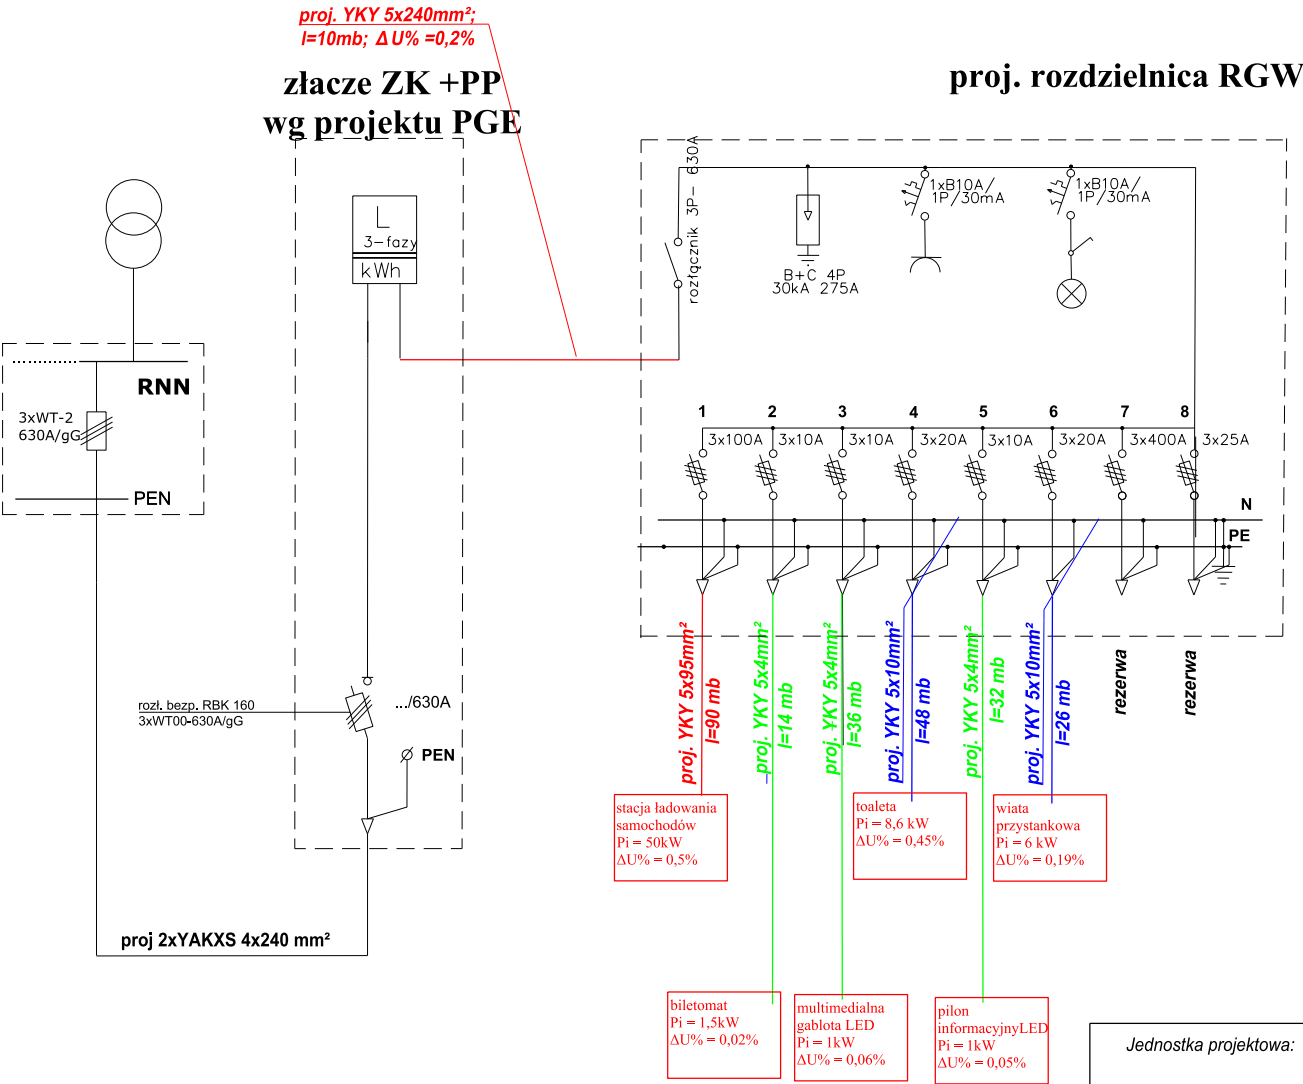 proj. YKY 5x240mm²;
l=10mb; ΔU% =0,2%
złacze ZK +PP
wg projektu PGE
proj. rozdzielnica RGW
L
3-fazy
kWh
rozłącznik 3P- 630A
B+C 4P
30kA 275A
1xB10A/
1P/30mA
1xB10A/
1P/30mA
RNN
3xWT-2
630A/gG
PEN
1 2 3 4 5 6 7 8
3x100A 3x10A 3x10A 3x20A 3x10A 3x20A 3x400A 3x25A
N
PE
proj. YKY 5x95mm²
l=90 mb
proj. YKY 5x4mm²
l=14 mb
proj. YKY 5x4mm²
l=36 mb
proj. YKY 5x10mm²
l=48 mb
proj. YKY 5x4mm²
l=32 mb
proj. YKY 5x10mm²
l=26 mb
rezerwa
rezerwa
rozł. bezp. RBK 160
3xWT00-630A/gG
.../630A
PEN
proj 2xYAKXS 4x240 mm²
stacja ładowania
samochodów
Pi = 50kW
ΔU% = 0,5%
toaleta
Pi = 8,6 kW
ΔU% = 0,45%
wiata
przystankowa
Pi = 6 kW
ΔU% = 0,19%
biletomat
Pi = 1,5kW
ΔU% = 0,02%
multimedialna
gablota LED
Pi = 1kW
ΔU% = 0,06%
pilon
informacyjnyLED
Pi = 1kW
ΔU% = 0,05%
Jednostka projektowa: